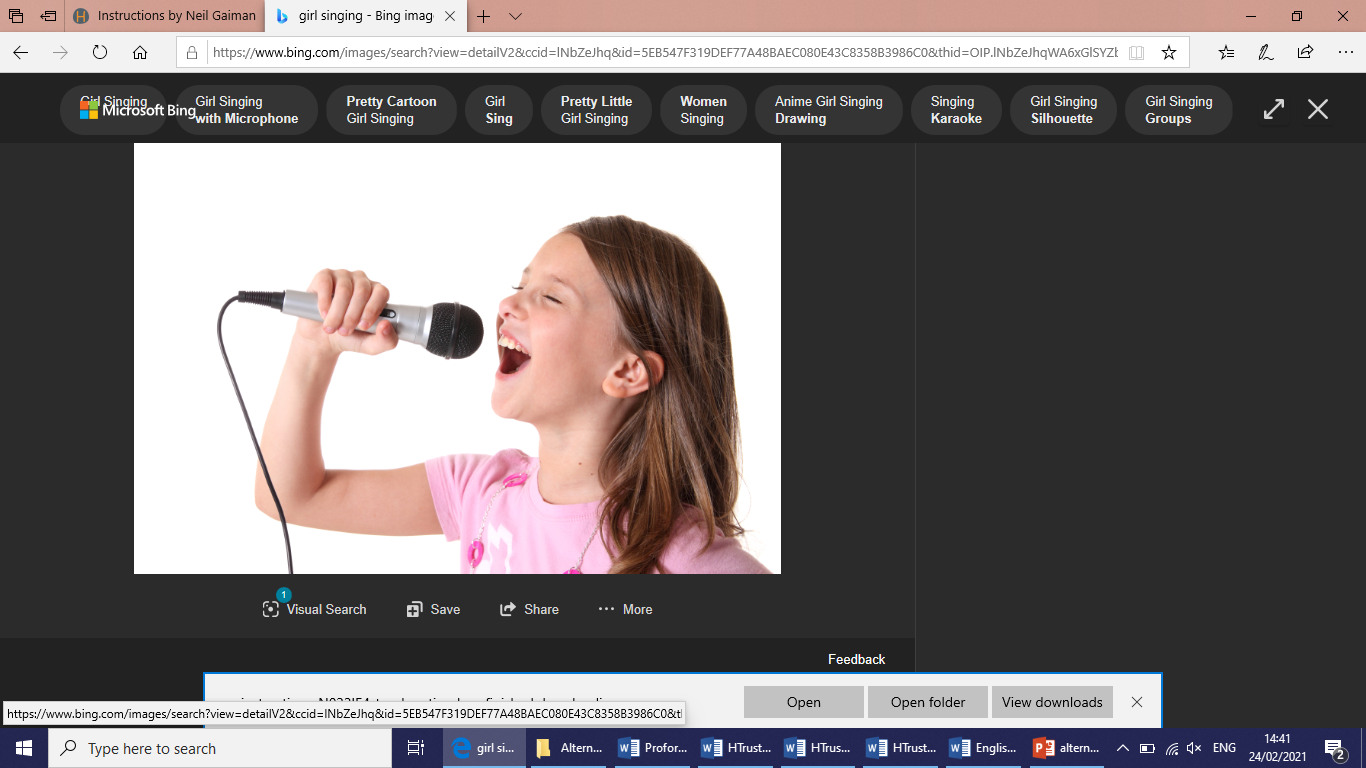 Instructions by Neil Gaiman
girl singing - Bing imag
https://www.bing.com/images/search?view=detailV2&ccid=lNbZeJhq&id=5EB547F319DEF77A48BAEC080E43C8358B3986C0&thid=OIP.lNbZeJhqWA6xGlSYZl
Girl Singing
Microsoft Bing
Girl Singing
with Microphone
Pretty Cartoon
Girl Singing
Girl
Sing
Pretty Little
Girl Singing
Women
Singing
Anime Girl Singing
Drawing
Singing
Karaoke
Girl Singing
Silhouette
Girl Singing
Groups
1
Visual Search
Save
Share
More
Feedback
Open
Open folder
View downloads
https://www.bing.com/images/search?view=detailV2&ccid=lNbZeJhq&id=5EB547F319DEF77A48BAEC080E43C8358B3986C0&t
Type here to search
girl si...
Altern...
Profor...
HTrust...
HTrus...
HTrust...
Englis...
altern...
ENG
14:41
24/02/2021
2